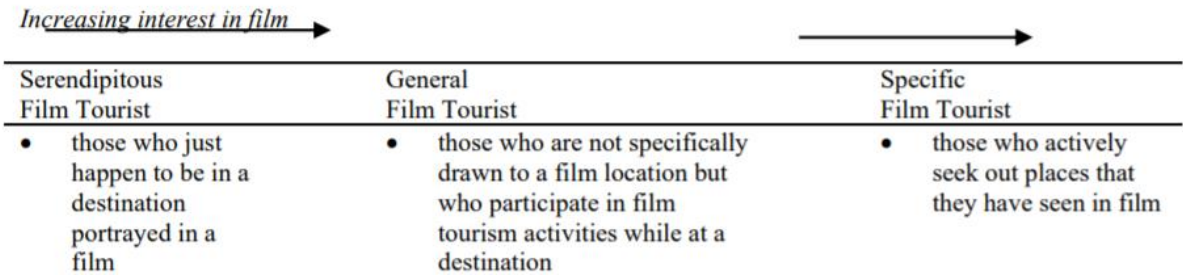 Increasing interest in film
Serendipitous
Film Tourist
• those who just
happen to be in a
destination
portrayed in a
film
General
Film Tourist
• those who are not specifically
drawn to a film location but
who participate in film
tourism activities while at a
destination
Specific
Film Tourist
• those who actively
seek out places that
they have seen in film